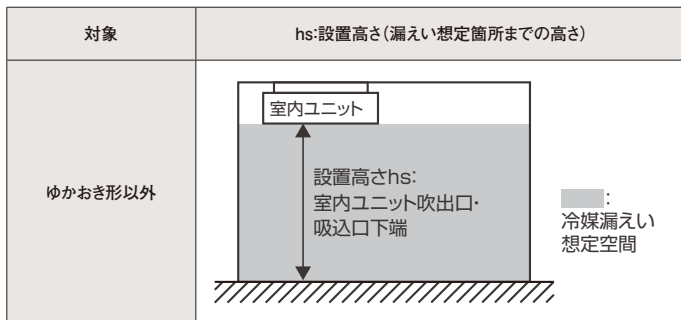 対象
hs:設置高さ(漏えい想定箇所までの高さ)
ゆかおき形以外
室内ユニット
設置高さhs:
室内ユニット吹出口・
吸込口下端
:
冷媒漏えい
想定空間